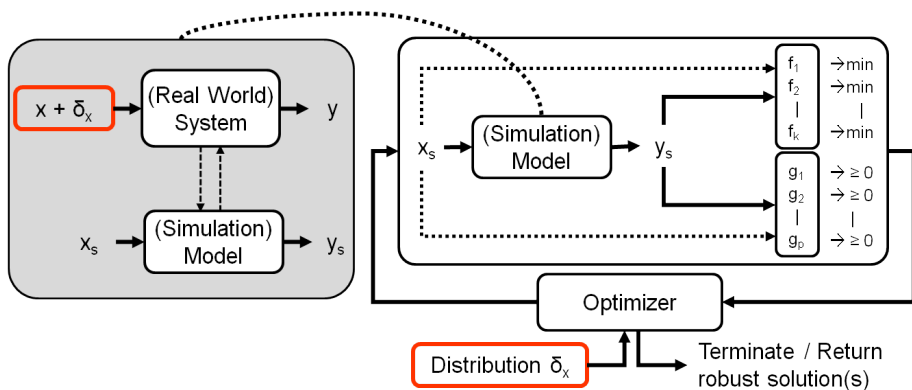 x + δx
(Real World)
System
y
xs
(Simulation)
Model
ys
xs
(Simulation)
Model
ys
f1 →min
f2 →min
| |
fk →min
g1 → ≥ 0
g2 → ≥ 0
| |
gp → ≥ 0
Optimizer
Distribution δx
Terminate / Return
robust solution(s)